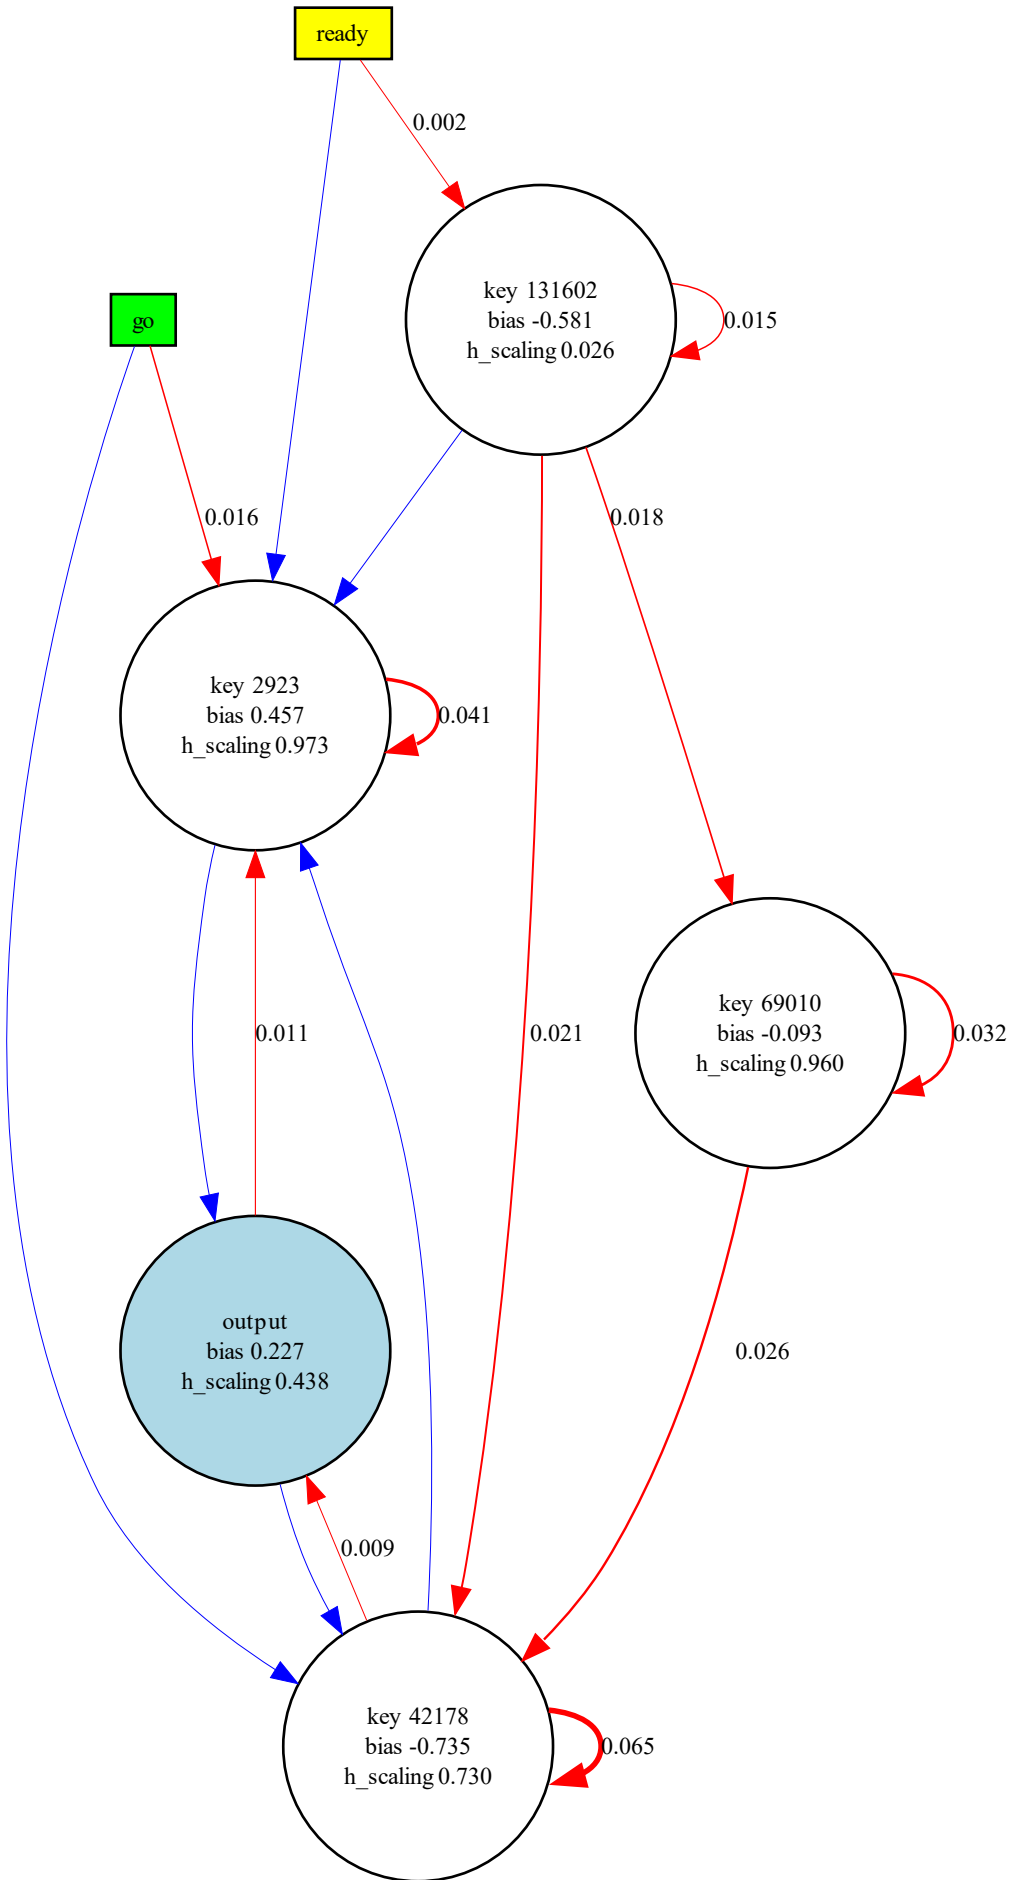 ready
0.002
key 131602
bias -0.581
h_scaling 0.026
0.015
go
0.016
0.018
key 2923
bias 0.457
h_scaling 0.973
0.041
0.011
0.021
key 69010
bias -0.093
h_scaling 0.960
0.032
output
bias 0.227
h_scaling 0.438
0.026
0.009
key 42178
bias -0.735
h_scaling 0.730
0.065